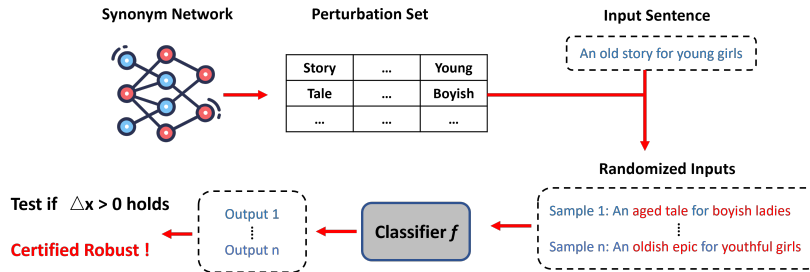 Synonym Network
Perturbation Set
Input Sentence
Story ... Young
Tale ... Boyish
... ... ...
An old story for young girls
Randomized Inputs
Sample 1: An aged tale for boyish ladies
⋮
Sample n: An oldish epic for youthful girls
Classifier f
Output 1
⋮
Output n
Test if △x > 0 holds
Certified Robust !